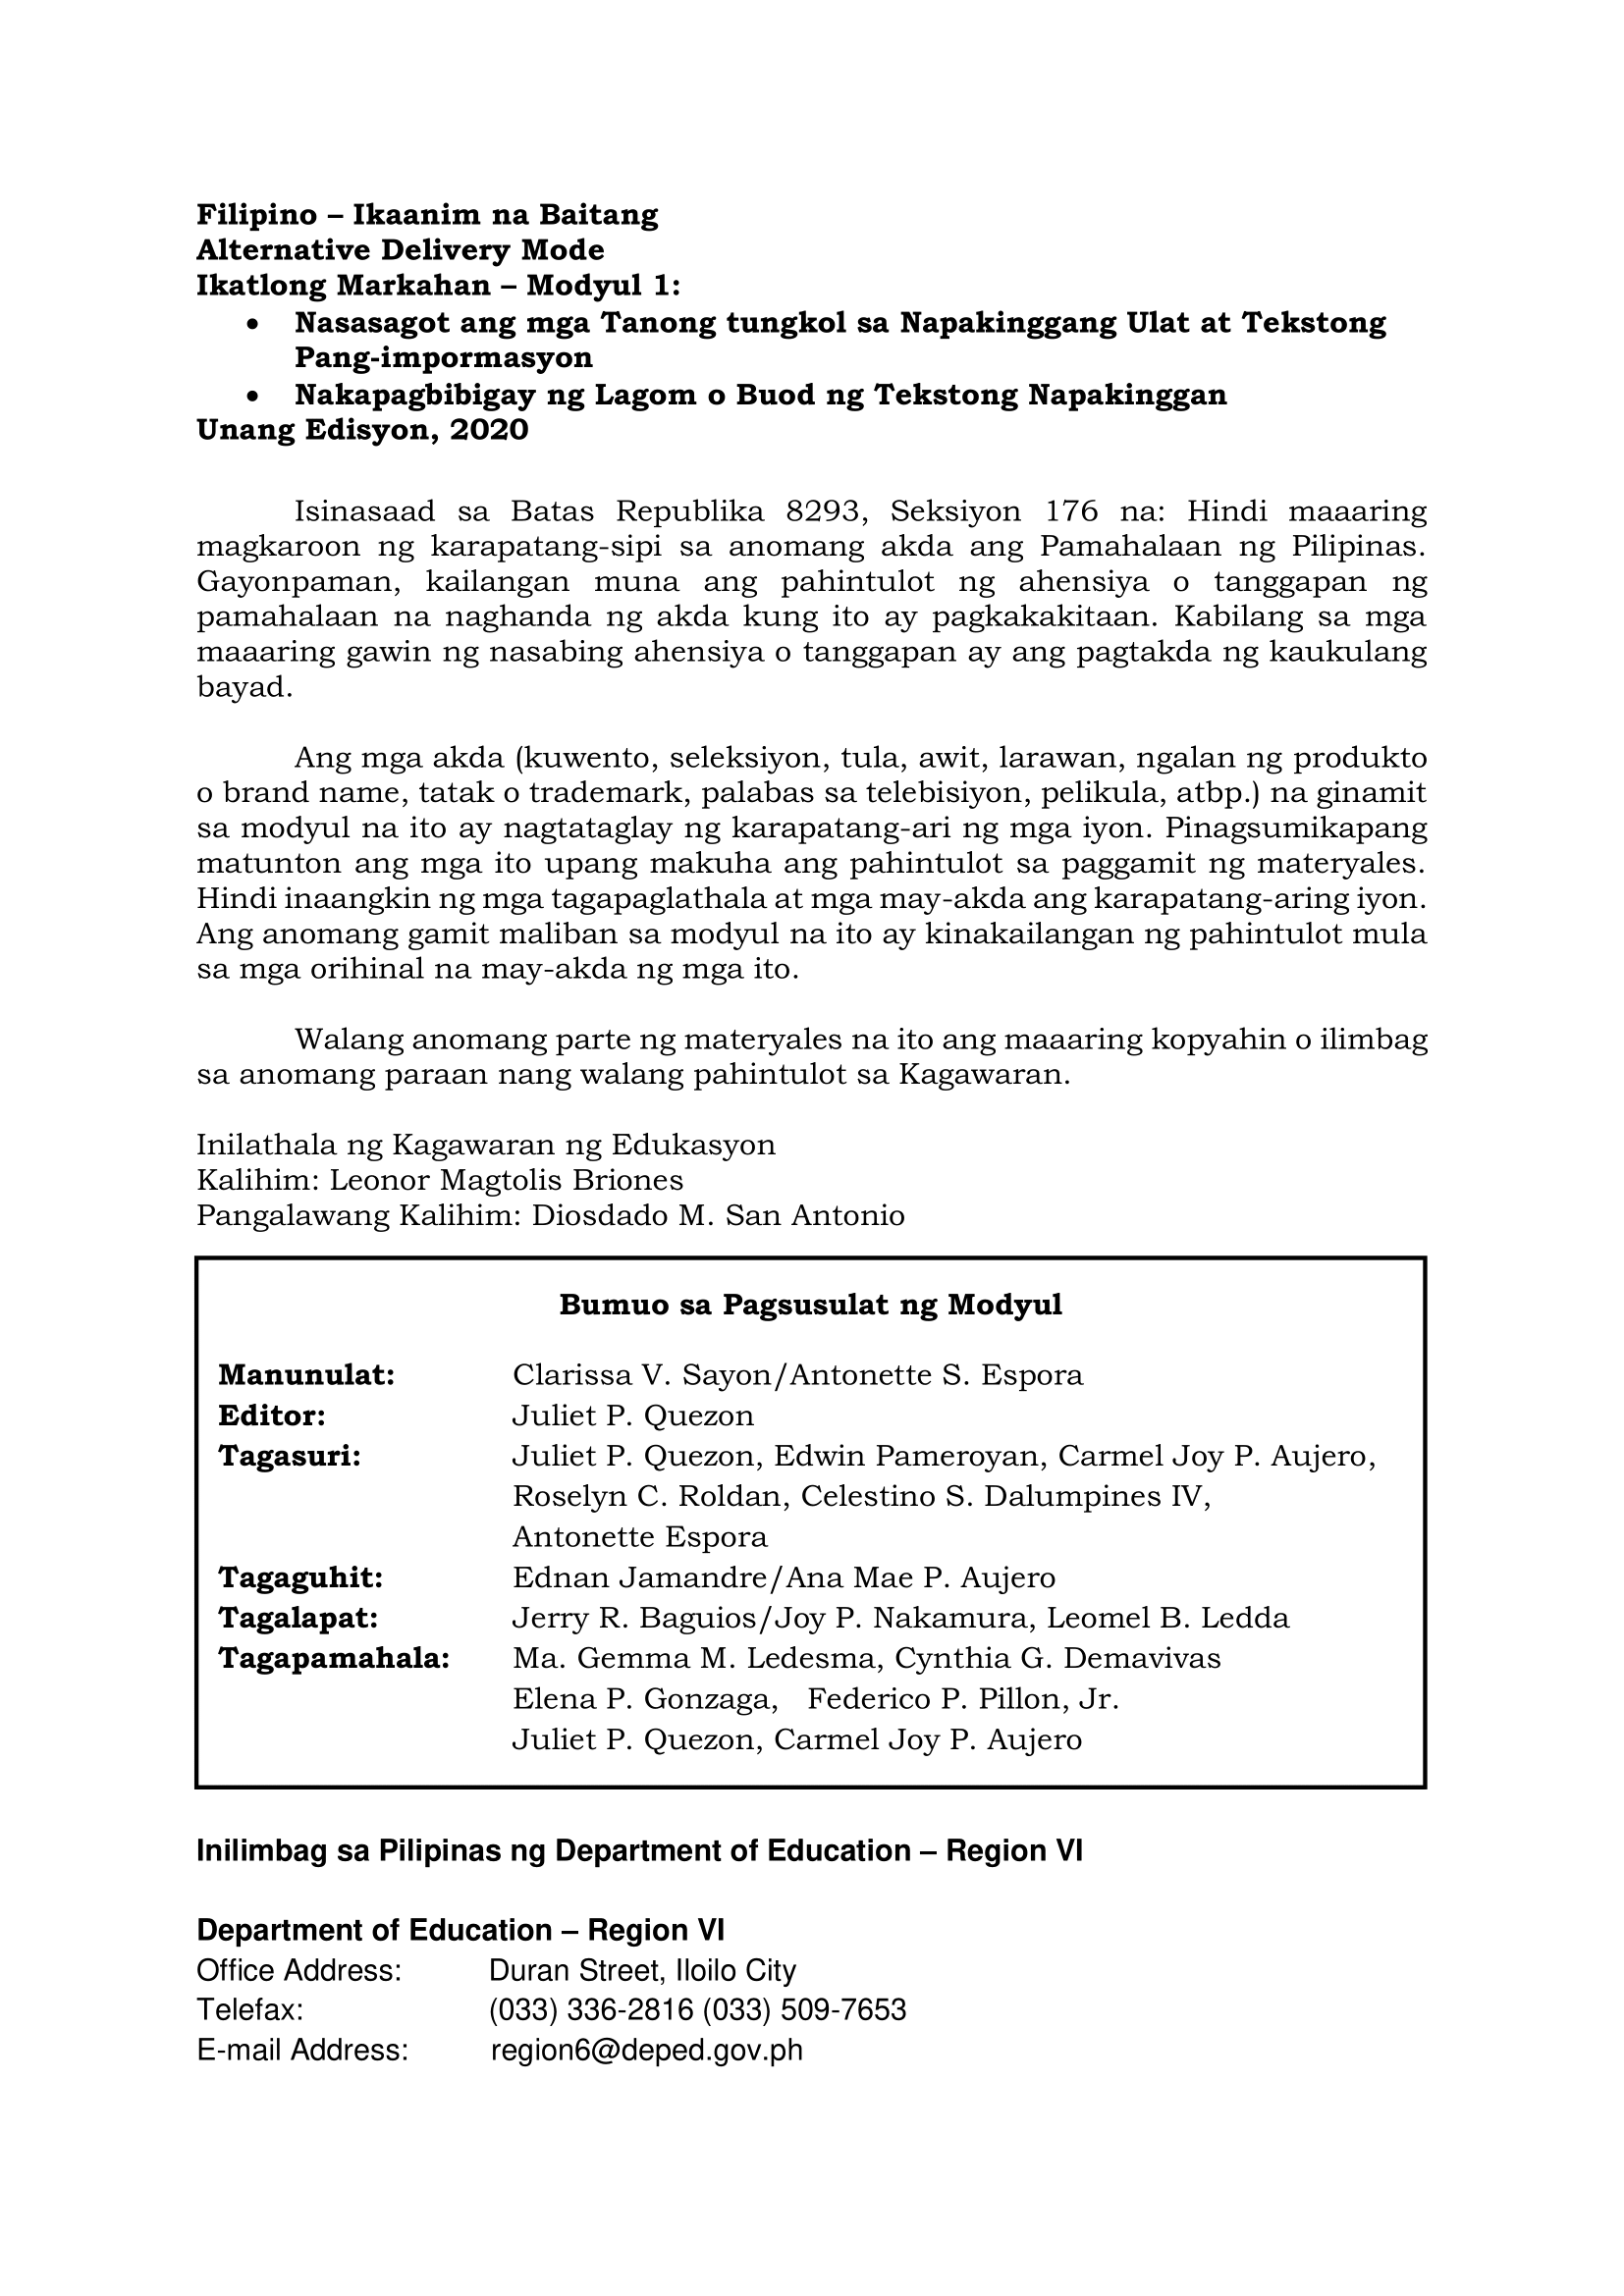 Filipino – Ikaanim na Baitang
Alternative Delivery Mode
Ikatlong Markahan – Modyul 1:
• Nasasagot ang mga Tanong tungkol sa Napakinggang Ulat at Tekstong
Pang-impormasyon
• Nakapagbibigay ng Lagom o Buod ng Tekstong Napakinggan
Unang Edisyon, 2020
Isinasaad sa Batas Republika 8293, Seksiyon 176 na: Hindi maaaring
magkaroon ng karapatang-sipi sa anomang akda ang Pamahalaan ng Pilipinas.
Gayonpaman, kailangan muna ang pahintulot ng ahensiya o tanggapan ng
pamahalaan na naghanda ng akda kung ito ay pagkakakitaan. Kabilang sa mga
maaaring gawin ng nasabing ahensiya o tanggapan ay ang pagtakda ng kaukulang
bayad.
Ang mga akda (kuwento, seleksiyon, tula, awit, larawan, ngalan ng produkto
o brand name, tatak o trademark, palabas sa telebisiyon, pelikula, atbp.) na ginamit
sa modyul na ito ay nagtataglay ng karapatang-ari ng mga iyon. Pinagsumikapang
matunton ang mga ito upang makuha ang pahintulot sa paggamit ng materyales.
Hindi inaangkin ng mga tagapaglathala at mga may-akda ang karapatang-aring iyon.
Ang anomang gamit maliban sa modyul na ito ay kinakailangan ng pahintulot mula
sa mga orihinal na may-akda ng mga ito.
Walang anomang parte ng materyales na ito ang maaaring kopyahin o ilimbag
sa anomang paraan nang walang pahintulot sa Kagawaran.
Inilathala ng Kagawaran ng Edukasyon
Kalihim: Leonor Magtolis Briones
Pangalawang Kalihim: Diosdado M. San Antonio
Bumuo sa Pagsusulat ng Modyul
Manunulat: Clarissa V. Sayon/Antonette S. Espora
Editor: Juliet P. Quezon
Tagasuri: Juliet P. Quezon, Edwin Pameroyan, Carmel Joy P. Aujero,
Roselyn C. Roldan, Celestino S. Dalumpines IV,
Antonette Espora
Tagaguhit: Ednan Jamandre/Ana Mae P. Aujero
Tagalapat: Jerry R. Baguios/Joy P. Nakamura, Leomel B. Ledda
Tagapamahala: Ma. Gemma M. Ledesma, Cynthia G. Demavivas
Elena P. Gonzaga, Federico P. Pillon, Jr.
Juliet P. Quezon, Carmel Joy P. Aujero
Inilimbag sa Pilipinas ng Department of Education – Region VI
Department of Education – Region VI
Office Address: Duran Street, Iloilo City
Telefax: (033) 336-2816 (033) 509-7653
E-mail Address: region6@deped.gov.ph